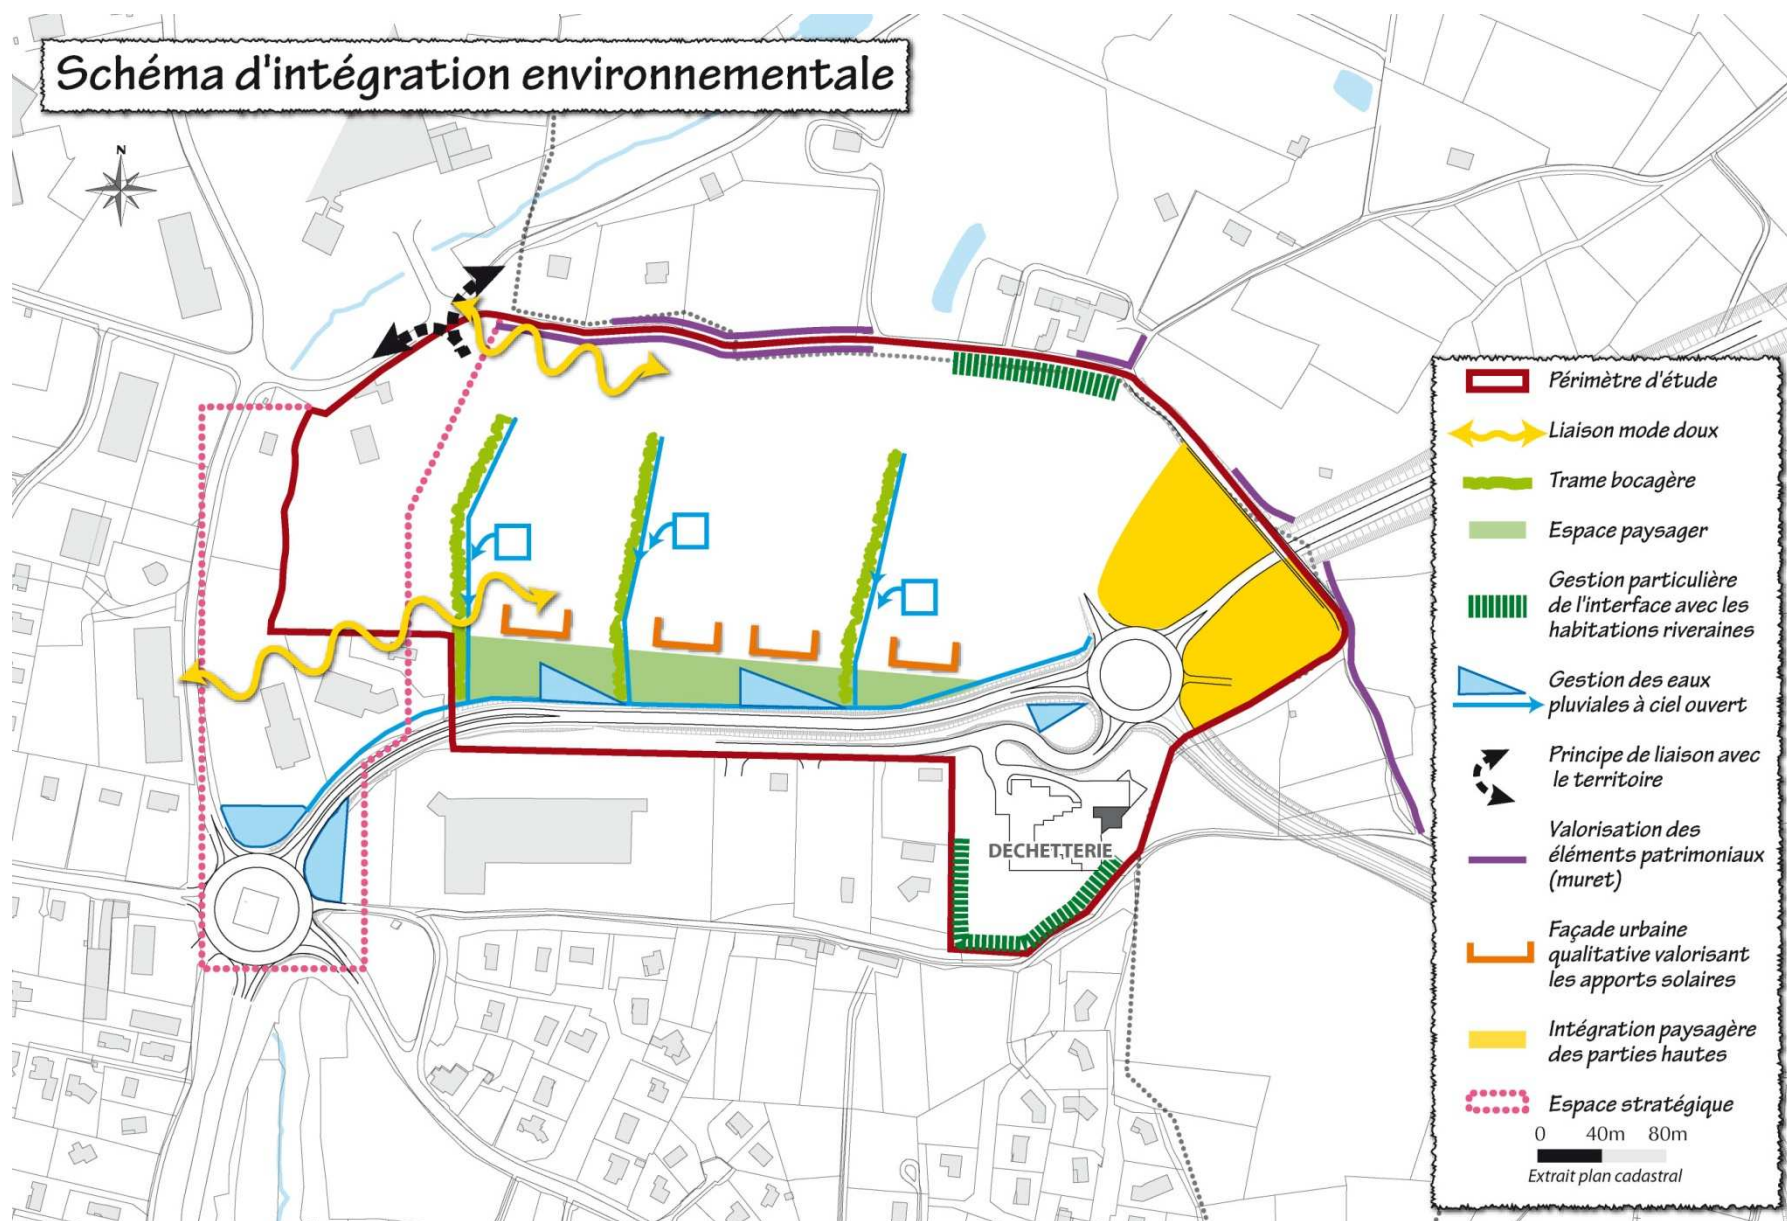 Schéma d'intégration environnementale
N
Périmètre d'étude
Liaison mode doux
Trame bocagère
Espace paysager
Gestion particulière
de l'interface avec les
habitations riveraines
Gestion des eaux
pluviales à ciel ouvert
Principe de liaison avec
le territoire
Valorisation des
éléments patrimoniaux
(muret)
Façade urbaine
qualitative valorisant
les apports solaires
Intégration paysagère
des parties hautes
Espace stratégique
0 40m 80m
Extrait plan cadastral
DECHETTERIE